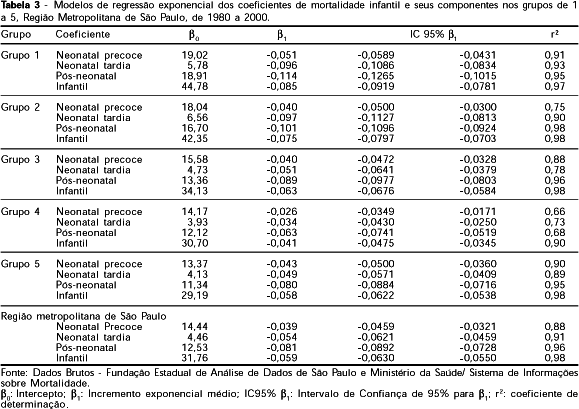 Tabela 3 - Modelos de regressão exponencial dos coeficientes de mortalidade infantil e seus componentes nos grupos de 1
a 5, Região Metropolitana de São Paulo, de 1980 a 2000.
Grupo Coeficiente β0 β1 IC 95% β1 r²
Grupo 1 Neonatal precoce 19,02 -0,051 -0,0589 -0,0431 0,91
Neonatal tardia 5,78 -0,096 -0,1086 -0,0834 0,93
Pós-neonatal 18,91 -0,114 -0,1265 -0,1015 0,95
Infantil 44,78 -0,085 -0,0919 -0,0781 0,97
Grupo 2 Neonatal precoce 18,04 -0,040 -0,0500 -0,0300 0,75
Neonatal tardia 6,56 -0,097 -0,1127 -0,0813 0,90
Pós-neonatal 16,70 -0,101 -0,1096 -0,0924 0,98
Infantil 42,35 -0,075 -0,0797 -0,0703 0,98
Grupo 3 Neonatal precoce 15,58 -0,040 -0,0472 -0,0328 0,88
Neonatal tardia 4,73 -0,051 -0,0641 -0,0379 0,78
Pós-neonatal 13,36 -0,089 -0,0977 -0,0803 0,96
Infantil 34,13 -0,063 -0,0676 -0,0584 0,98
Grupo 4 Neonatal precoce 14,17 -0,026 -0,0349 -0,0171 0,66
Neonatal tardia 3,93 -0,034 -0,0430 -0,0250 0,73
Pós-neonatal 12,12 -0,063 -0,0741 -0,0519 0,68
Infantil 30,70 -0,041 -0,0475 -0,0345 0,90
Grupo 5 Neonatal precoce 13,37 -0,043 -0,0500 -0,0360 0,90
Neonatal tardia 4,13 -0,049 -0,0571 -0,0409 0,89
Pós-neonatal 11,34 -0,080 -0,0884 -0,0716 0,95
Infantil 29,19 -0,058 -0,0622 -0,0538 0,98
Região metropolitana de São Paulo
Neonatal Precoce 14,44 -0,039 -0,0459 -0,0321 0,88
Neonatal tardia 4,46 -0,054 -0,0621 -0,0459 0,91
Pós-neonatal 12,53 -0,081 -0,0892 -0,0728 0,96
Infantil 31,76 -0,059 -0,0630 -0,0550 0,98
Fonte: Dados Brutos - Fundação Estadual de Análise de Dados de São Paulo e Ministério da Saúde/ Sistema de Informações
sobre Mortalidade.
β0: Intercepto; β1: Incremento exponencial médio; IC95% β1: Intervalo de Confiança de 95% para β1; r²: coeficiente de
determinação.